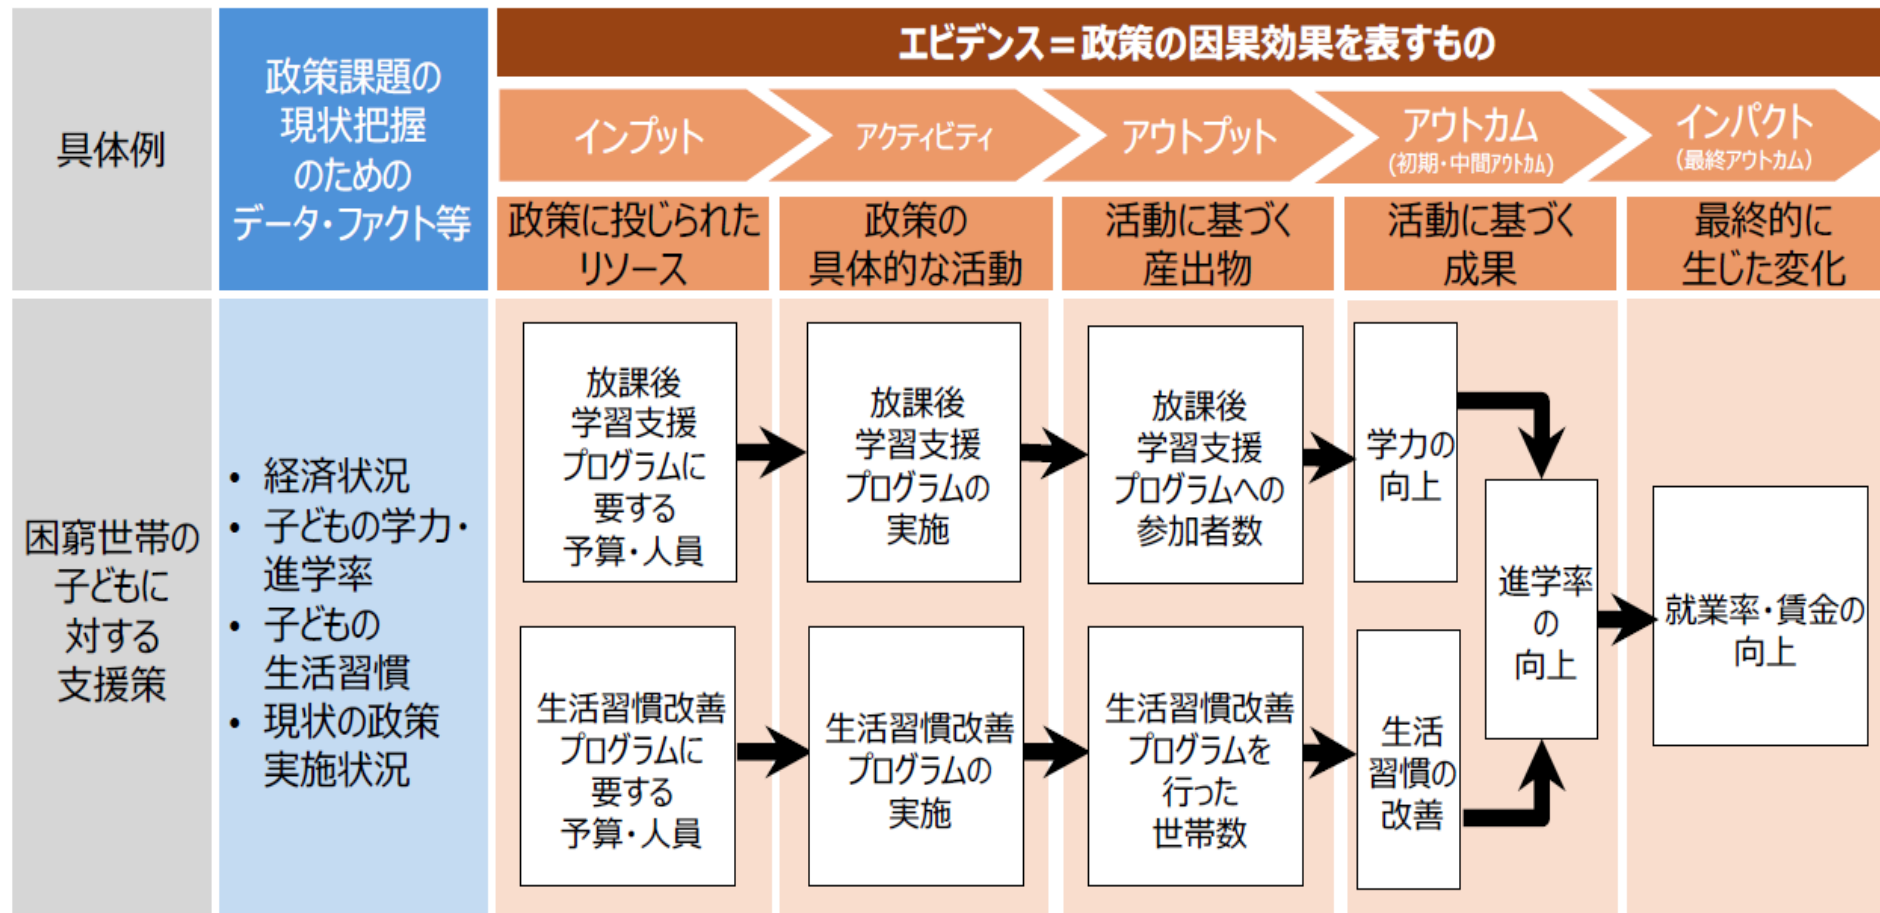 具体例
政策課題の
現状把握
のための
データ・ファクト等
エビデンス＝政策の因果効果を表すもの
インプット
アクティビティ
アウトプット
アウトカム
(初期・中間アウトカム)
インパクト
(最終アウトカム)
政策に投じられた
リソース
政策の
具体的な活動
活動に基づく
産出物
活動に基づく
成果
最終的に
生じた変化
困窮世帯の
子どもに
対する
支援策
• 経済状況
• 子どもの学力・
進学率
• 子どもの
生活習慣
• 現状の政策
実施状況
放課後
学習支援
プログラムに
要する
予算・人員
放課後
学習支援
プログラムの
実施
放課後
学習支援
プログラムへの
参加者数
学力の
向上
進学率
の
向上
就業率・賃金の
向上
生活習慣改善
プログラムに
要する
予算・人員
生活習慣改善
プログラムの
実施
生活習慣改善
プログラムを
行った
世帯数
生活
習慣の
改善